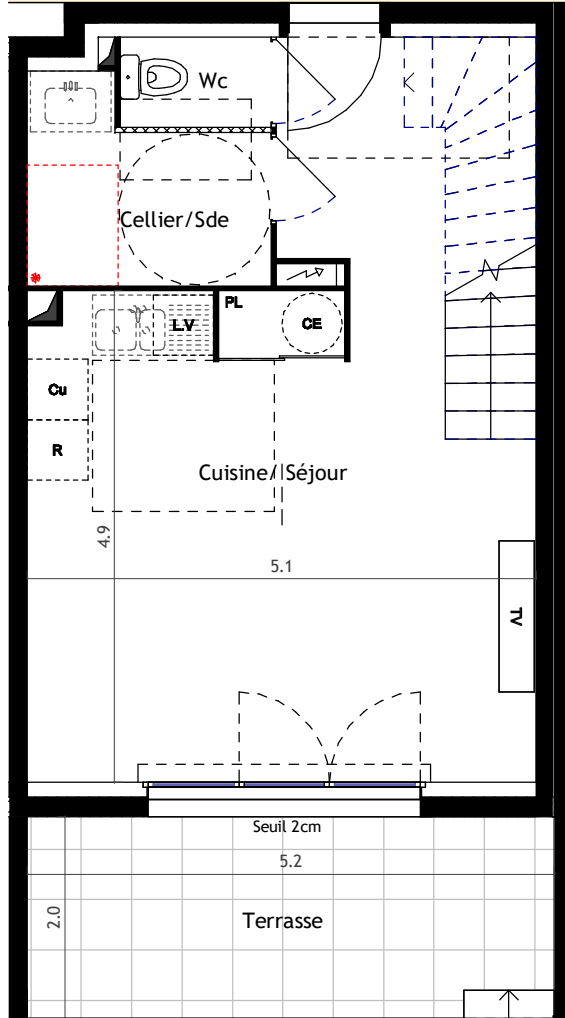 Wc
Cellier/Sde
PL
CE
LV
Cu
R
Cuisine/ Séjour
4.9
5.1
TV
Seuil 2cm
5.2
2.0
Terrasse